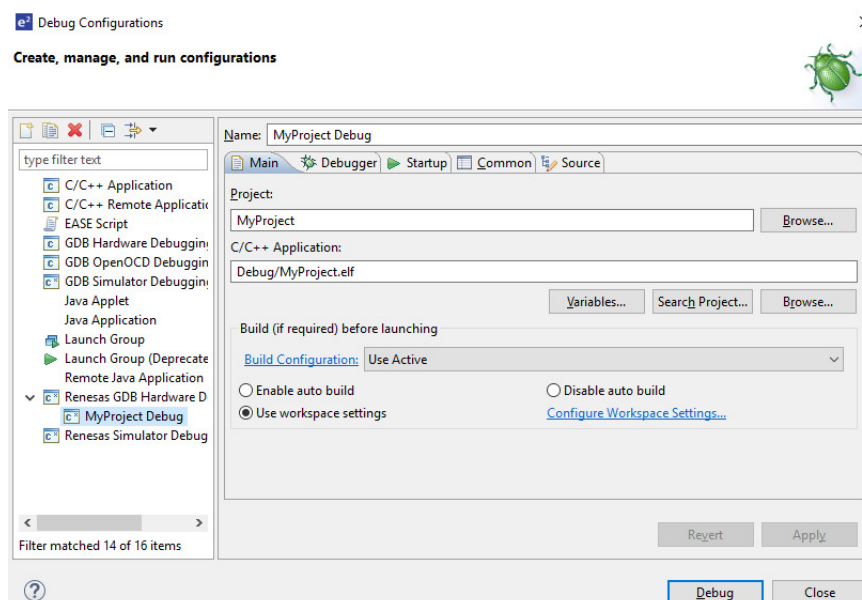 e² Debug Configurations
Create, manage, and run configurations
type filter text
C/C++ Application
C/C++ Remote Applicatic
EASE Script
GDB Hardware Debugging
GDB OpenOCD Debuggin
GDB Simulator Debugging
Java Applet
Java Application
Launch Group
Launch Group (Deprecate
Remote Java Application
Renesas GDB Hardware D
MyProject Debug
Renesas Simulator Debug
Filter matched 14 of 16 items
Name: MyProject Debug
Main Debugger Startup Common Source
Project:
MyProject Browse...
C/C++ Application:
Debug/MyProject.elf
Variables... Search Project... Browse...
Build (if required) before launching
Build Configuration: Use Active
Enable auto build Disable auto build
Use workspace settings Configure Workspace Settings...
Revert Apply
Debug Close